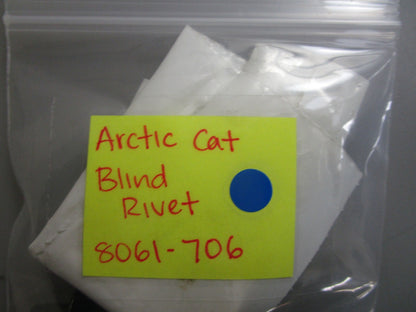 Arctic Cat
Blind
Rivet
8061-706